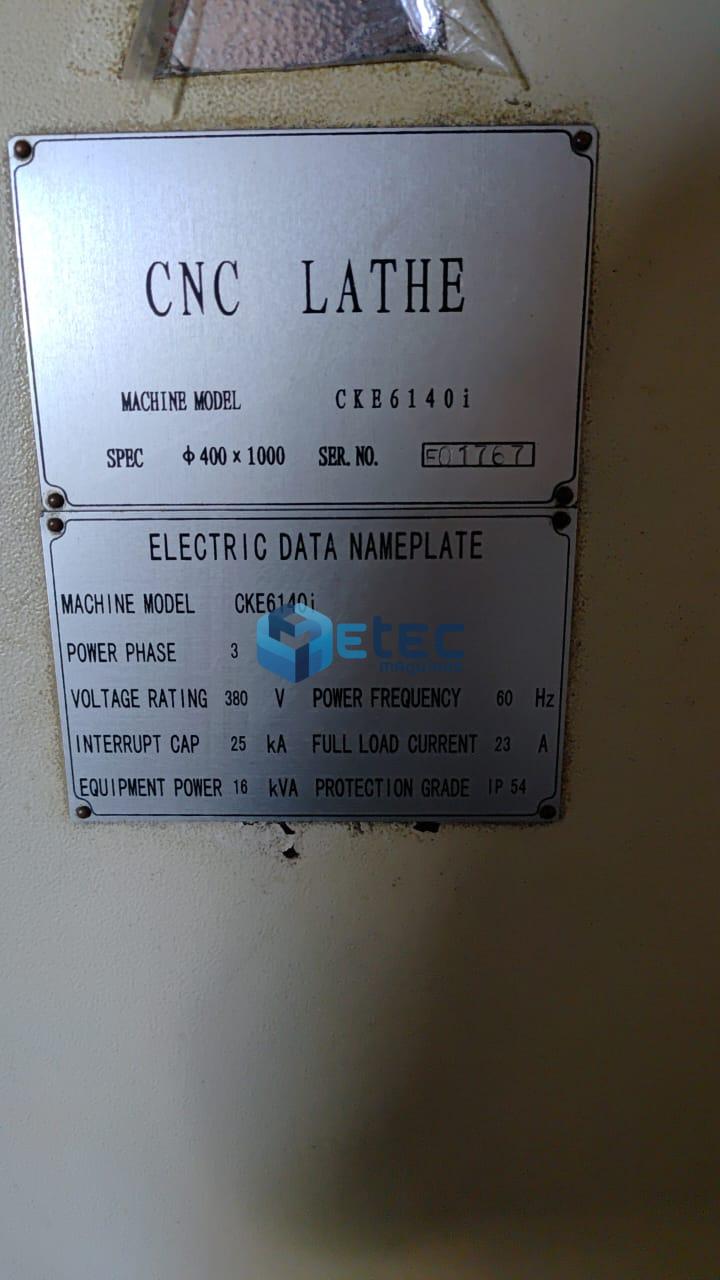 CNC LATHE
MACHINE MODEL CKE6140i
SPEC Φ400×1000 SER. NO. E01767
ELECTRIC DATA NAMEPLATE
MACHINE MODEL CKE6140i
POWER PHASE 3
VOLTAGE RATING 380 V POWER FREQUENCY 60 Hz
INTERRUPT CAP 25 kA FULL LOAD CURRENT 23 A
EQUIPMENT POWER 16 kVA PROTECTION GRADE IP 54
metec
MÁQUINAS